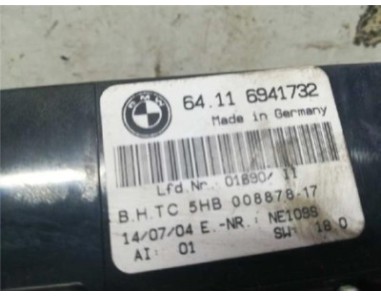 BMW
64.11 6941732
Made in Germany
Lfd.Nr. 01890/ 11
B.H.TC 5HB 008878-17
14/07/04 E.-NR.: NE1099
AI: 01 SW: 18.0